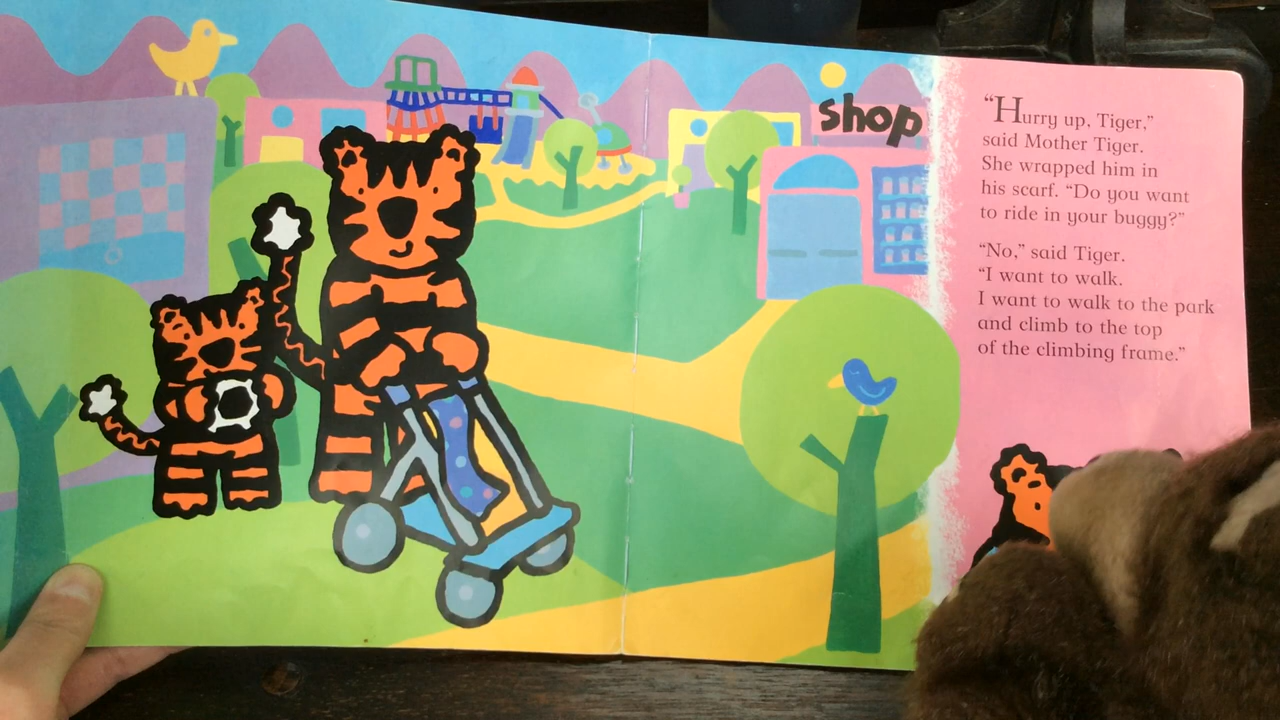 shop
“Hurry up, Tiger,”
said Mother Tiger.
She wrapped him in
his scarf. “Do you want
to ride in your buggy?”
“No,” said Tiger.
“I want to walk.
I want to walk to the park
and climb to the top
of the climbing frame.”